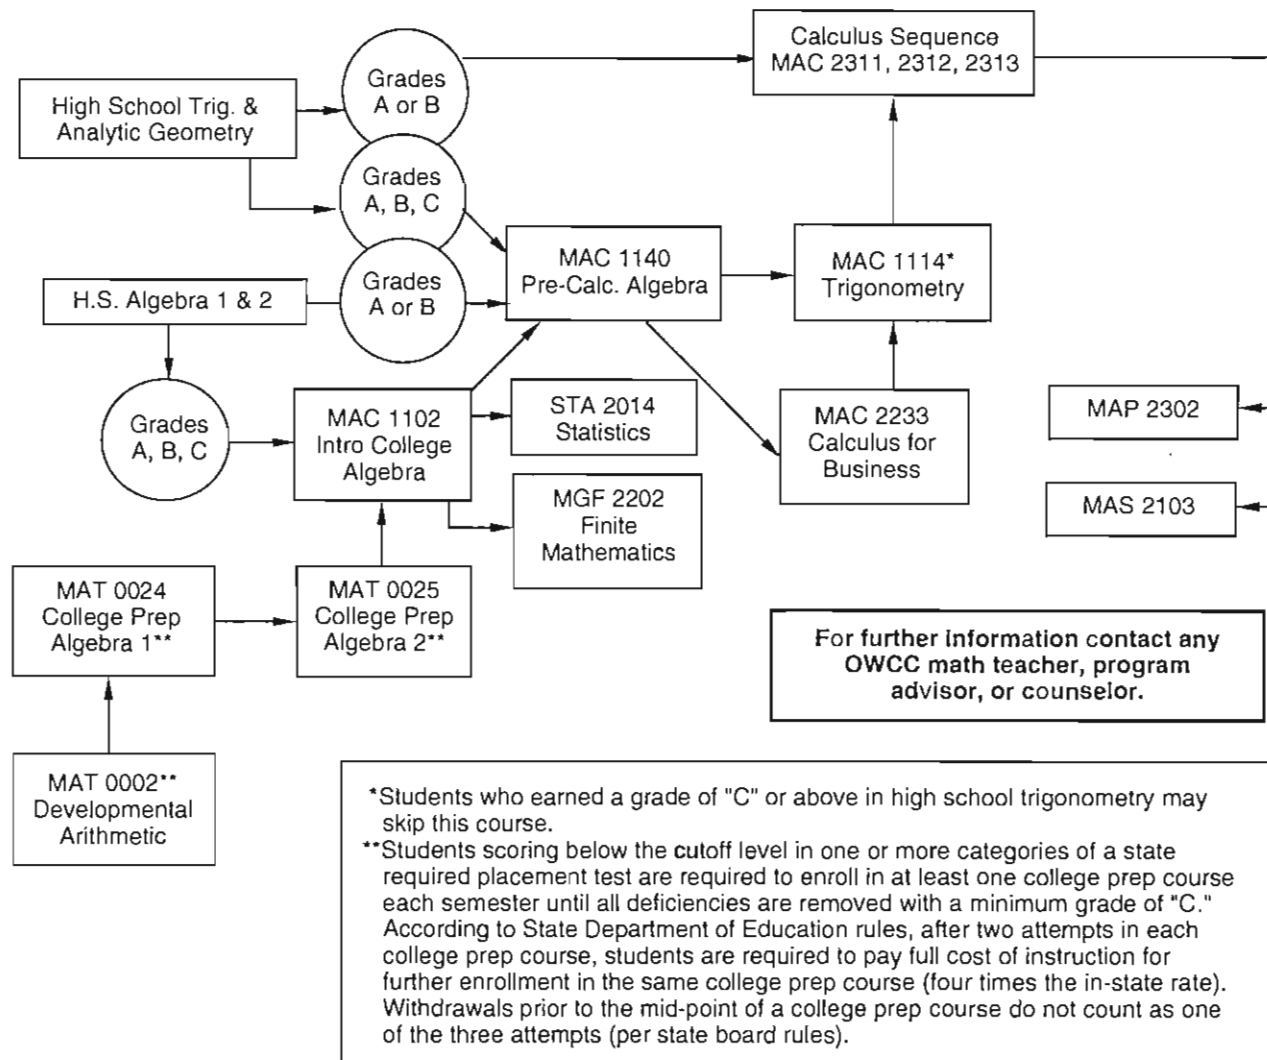 Calculus Sequence
MAC 2311, 2312, 2313
Grades
A or B
High School Trig. &
Analytic Geometry
Grades
A, B, C
MAC 1140
Pre-Calc. Algebra
MAC 1114*
Trigonometry
H.S. Algebra 1 & 2
Grades
A or B
Grades
A, B, C
MAC 1102
Intro College
Algebra
STA 2014
Statistics
MAC 2233
Calculus for
Business
MAP 2302
MGF 2202
Finite
Mathematics
MAS 2103
MAT 0024
College Prep
Algebra 1**
MAT 0025
College Prep
Algebra 2**
For further information contact any
OWCC math teacher, program
advisor, or counselor.
MAT 0002**
Developmental
Arithmetic
*Students who earned a grade of "C" or above in high school trigonometry may
skip this course.
**Students scoring below the cutoff level in one or more categories of a state
required placement test are required to enroll in at least one college prep course
each semester until all deficiencies are removed with a minimum grade of "C."
According to State Department of Education rules, after two attempts in each
college prep course, students are required to pay full cost of instruction for
further enrollment in the same college prep course (four times the in-state rate).
Withdrawals prior to the mid-point of a college prep course do not count as one
of the three attempts (per state board rules).